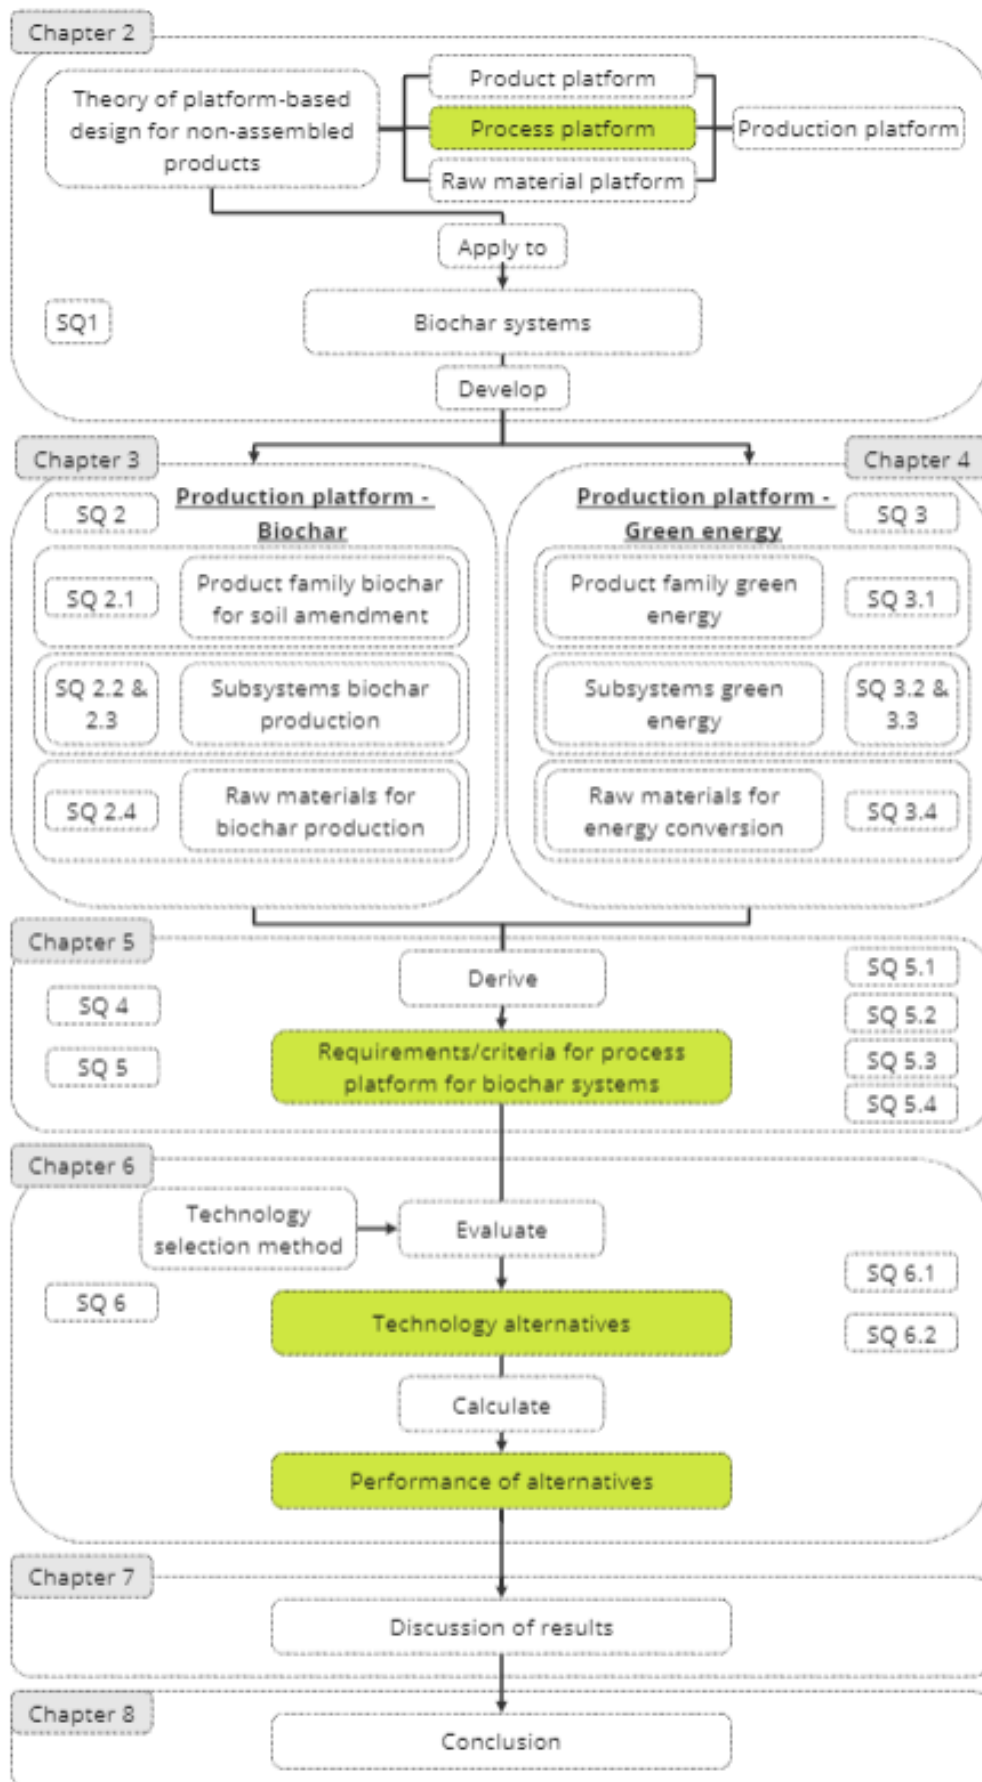 Chapter 2
Theory of platform-based
design for non-assembled
products
Product platform
Process platform
Raw material platform
Production platform
Apply to
SQ1
Biochar systems
Develop
Chapter 3
SQ 2
Production platform -
Biochar
SQ 2.1
Product family biochar
for soil amendment
SQ 2.2 &
2.3
Subsystems biochar
production
SQ 2.4
Raw materials for
biochar production
Chapter 4
Production platform -
Green energy
SQ 3
Product family green
energy
SQ 3.1
Subsystems green
energy
SQ 3.2 &
3.3
Raw materials for
energy conversion
SQ 3.4
Chapter 5
Derive
SQ 4
SQ 5
Requirements/criteria for process
platform for biochar systems
SQ 5.1
SQ 5.2
SQ 5.3
SQ 5.4
Chapter 6
Technology
selection method
Evaluate
SQ 6
Technology alternatives
SQ 6.1
SQ 6.2
Calculate
Performance of alternatives
Chapter 7
Discussion of results
Chapter 8
Conclusion